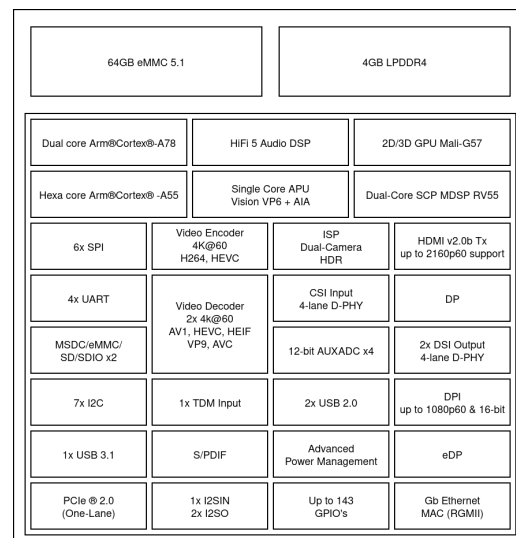 64GB eMMC 5.1
4GB LPDDR4
Dual core Arm®Cortex®-A78
HiFi 5 Audio DSP
2D/3D GPU Mali-G57
Hexa core Arm®Cortex® -A55
Single Core APU
Vision VP6 + AIA
Dual-Core SCP MDSP RV55
6x SPI
Video Encoder
4K@60
H264, HEVC
ISP
Dual-Camera
HDR
HDMI v2.0b Tx
up to 2160p60 support
4x UART
Video Decoder
2x 4k@60
AV1, HEVC, HEIF
VP9, AVC
CSI Input
4-lane D-PHY
DP
MSDC/eMMC/
SD/SDIO x2
12-bit AUXADC x4
2x DSI Output
4-lane D-PHY
7x I2C
1x TDM Input
2x USB 2.0
DPI
up to 1080p60 & 16-bit
1x USB 3.1
S/PDIF
Advanced
Power Management
eDP
PCIe ® 2.0
(One-Lane)
1x I2SIN
2x I2SO
Up to 143
GPIO's
Gb Ethernet
MAC (RGMII)